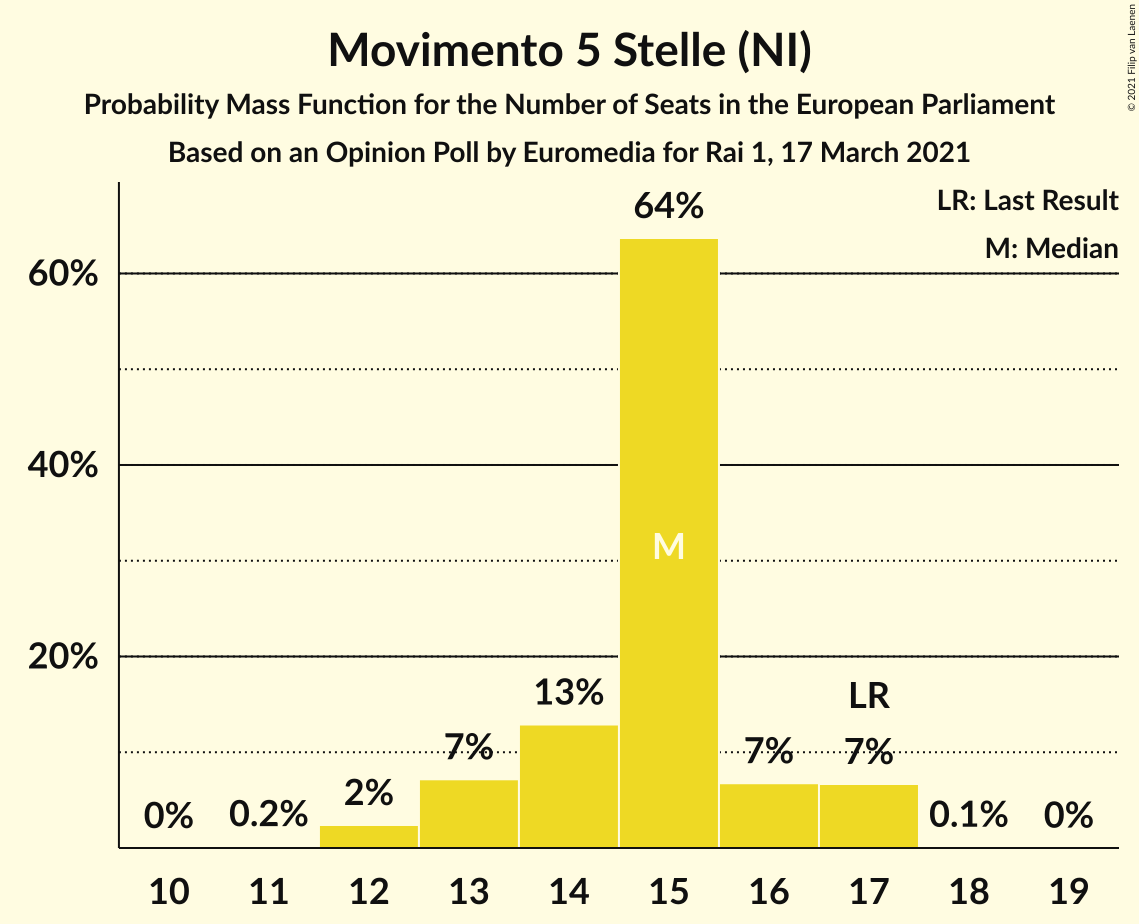 Movimento 5 Stelle (NI)
Probability Mass Function for the Number of Seats in the European Parliament
Based on an Opinion Poll by Euromedia for Rai 1, 17 March 2021
© 2021 Filip van Laenen
LR: Last Result
M: Median
60%
40%
20%
0%
0.2%
2%
7%
13%
64%
M
7%
LR
7%
0.1%
0%
10 11 12 13 14 15 16 17 18 19